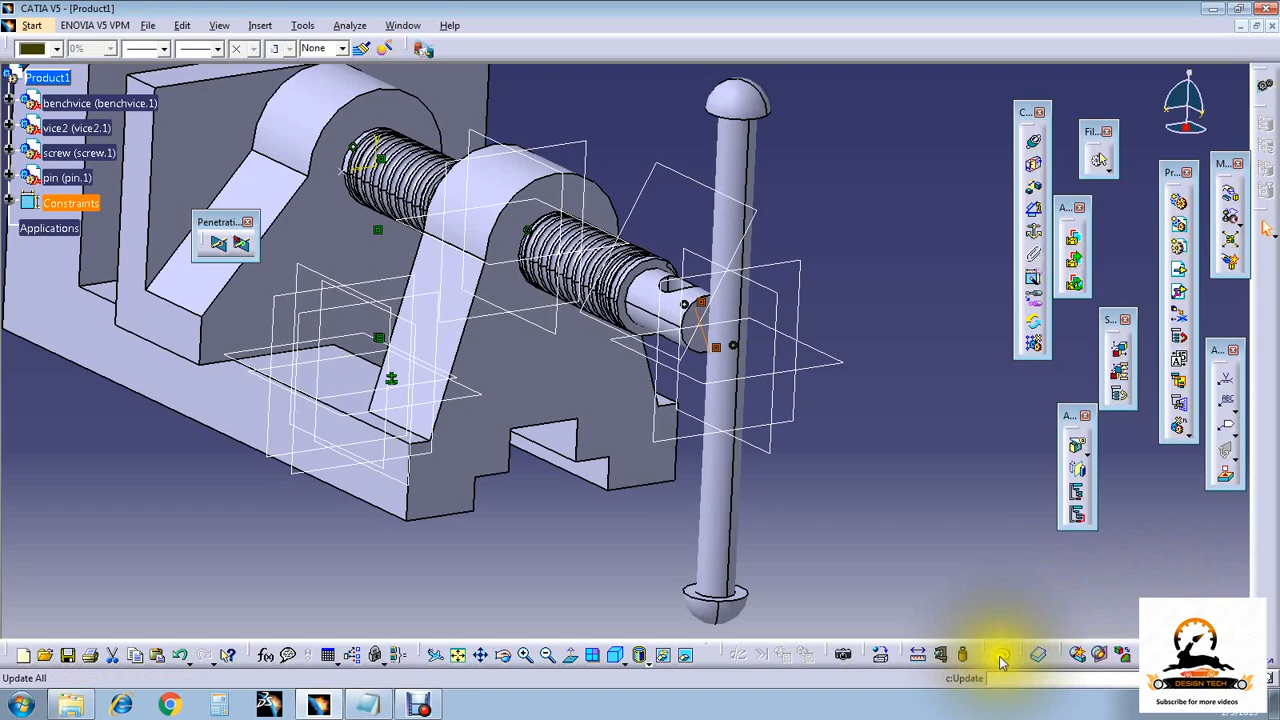 CATIA V5 - [Product1]
Start ENOVIA V5 VPM File Edit View Insert Tools Analyze Window Help
0% None
Product1
benchvice (benchvice.1)
vice2 (vice2.1)
screw (screw.1)
pin (pin.1)
Constraints
Applications
Penetrati...
C...
Fil...
A...
Pr...
M...
S...
A...
A...
f(x)
Update All
c:Update
DESIGN TECH
Subscribe for more videos.